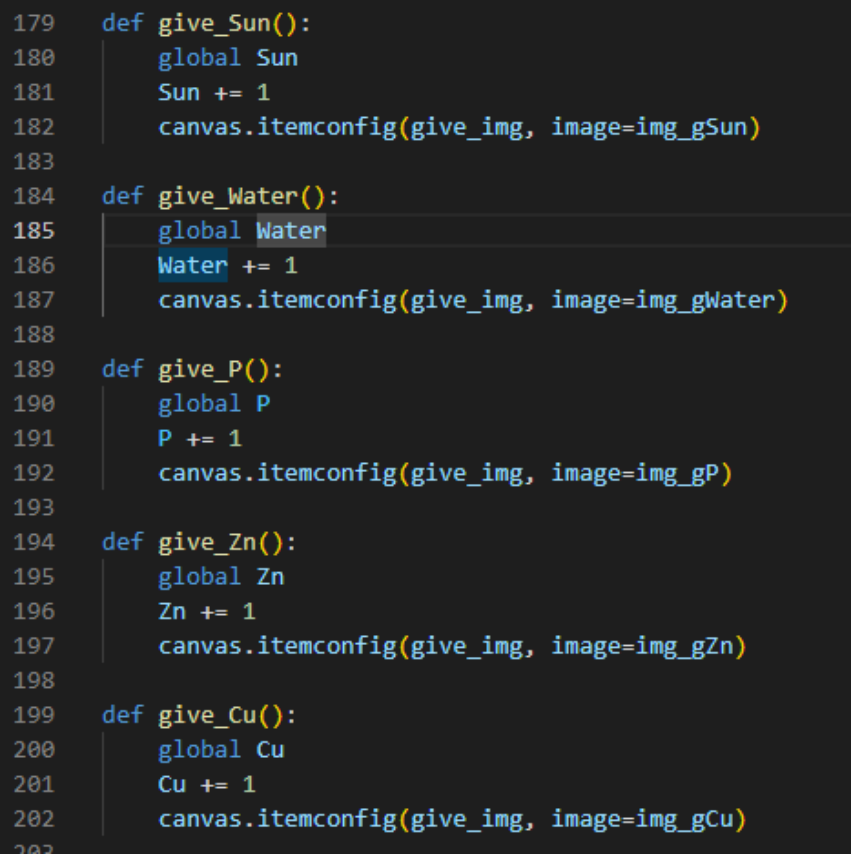 179 def give_Sun():
180 global Sun
181 Sun += 1
182 canvas.itemconfig(give_img, image=img_gSun)
183
184 def give_Water():
185 global Water
186 Water += 1
187 canvas.itemconfig(give_img, image=img_gWater)
188
189 def give_P():
190 global P
191 P += 1
192 canvas.itemconfig(give_img, image=img_gP)
193
194 def give_Zn():
195 global Zn
196 Zn += 1
197 canvas.itemconfig(give_img, image=img_gZn)
198
199 def give_Cu():
200 global Cu
201 Cu += 1
202 canvas.itemconfig(give_img, image=img_gCu)
203